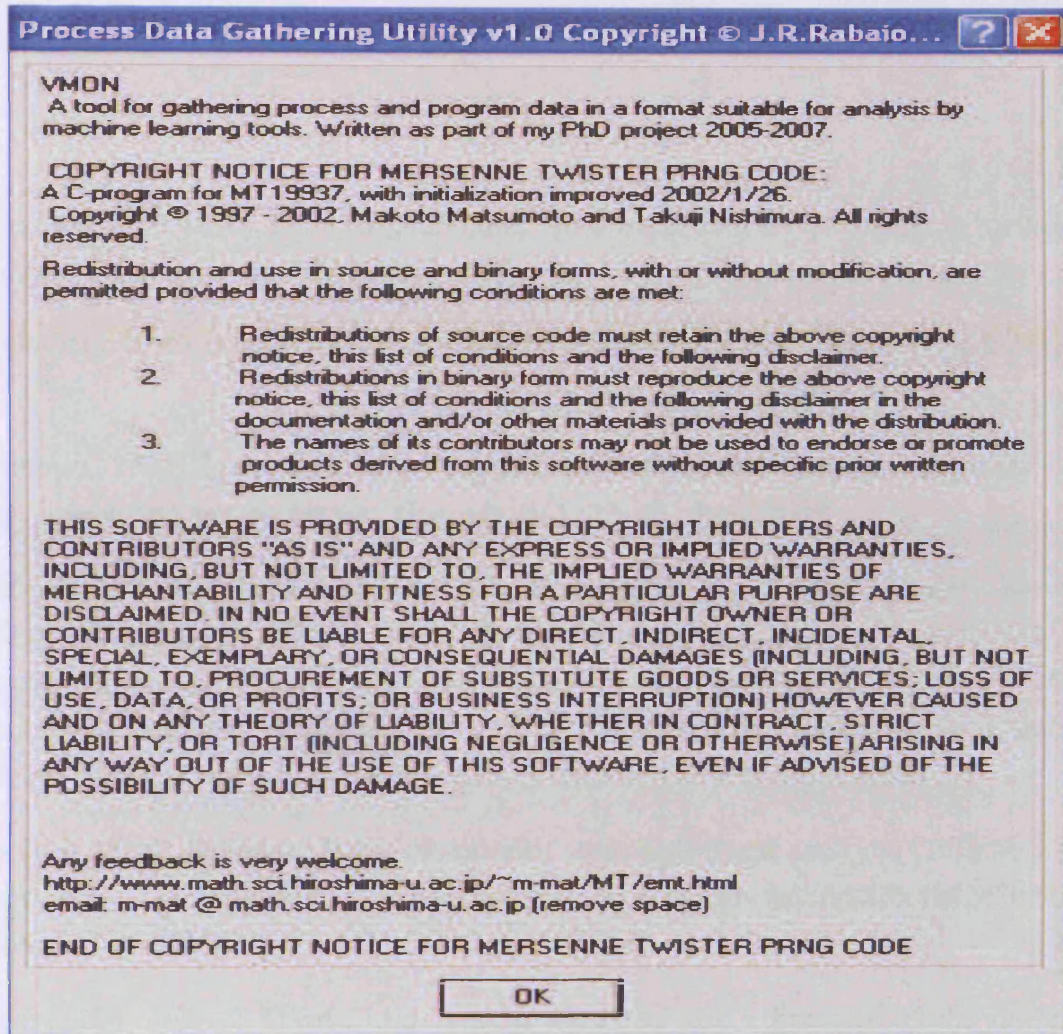 Process Data Gathering Utility v1.0 Copyright © J.R.Rabaio...
VMON
A tool for gathering process and program data in a format suitable for analysis by
machine learning tools. Written as part of my PhD project 2005-2007.
COPYRIGHT NOTICE FOR MERSENNE TWISTER PRNG CODE:
A C-program for MT19937, with initialization improved 2002/1/26.
Copyright © 1997 - 2002, Makoto Matsumoto and Takuji Nishimura. All rights
reserved.
Redistribution and use in source and binary forms, with or without modification, are
permitted provided that the following conditions are met:
1. Redistributions of source code must retain the above copyright
notice, this list of conditions and the following disclaimer.
2. Redistributions in binary form must reproduce the above copyright
notice, this list of conditions and the following disclaimer in the
documentation and/or other materials provided with the distribution.
3. The names of its contributors may not be used to endorse or promote
products derived from this software without specific prior written
permission.
THIS SOFTWARE IS PROVIDED BY THE COPYRIGHT HOLDERS AND
CONTRIBUTORS "AS IS" AND ANY EXPRESS OR IMPLIED WARRANTIES,
INCLUDING, BUT NOT LIMITED TO, THE IMPLIED WARRANTIES OF
MERCHANTABILITY AND FITNESS FOR A PARTICULAR PURPOSE ARE
DISCLAIMED. IN NO EVENT SHALL THE COPYRIGHT OWNER OR
CONTRIBUTORS BE LIABLE FOR ANY DIRECT, INDIRECT, INCIDENTAL,
SPECIAL, EXEMPLARY, OR CONSEQUENTIAL DAMAGES (INCLUDING, BUT NOT
LIMITED TO, PROCUREMENT OF SUBSTITUTE GOODS OR SERVICES; LOSS OF
USE, DATA, OR PROFITS; OR BUSINESS INTERRUPTION) HOWEVER CAUSED
AND ON ANY THEORY OF LIABILITY, WHETHER IN CONTRACT, STRICT
LIABILITY, OR TORT (INCLUDING NEGLIGENCE OR OTHERWISE) ARISING IN
ANY WAY OUT OF THE USE OF THIS SOFTWARE, EVEN IF ADVISED OF THE
POSSIBILITY OF SUCH DAMAGE.
Any feedback is very welcome.
http://www.math.sci.hiroshima-u.ac.jp/~m-mat/MT/emt.html
email: m-mat @ math.sci.hiroshima-u.ac.jp (remove space)
END OF COPYRIGHT NOTICE FOR MERSENNE TWISTER PRNG CODE
OK